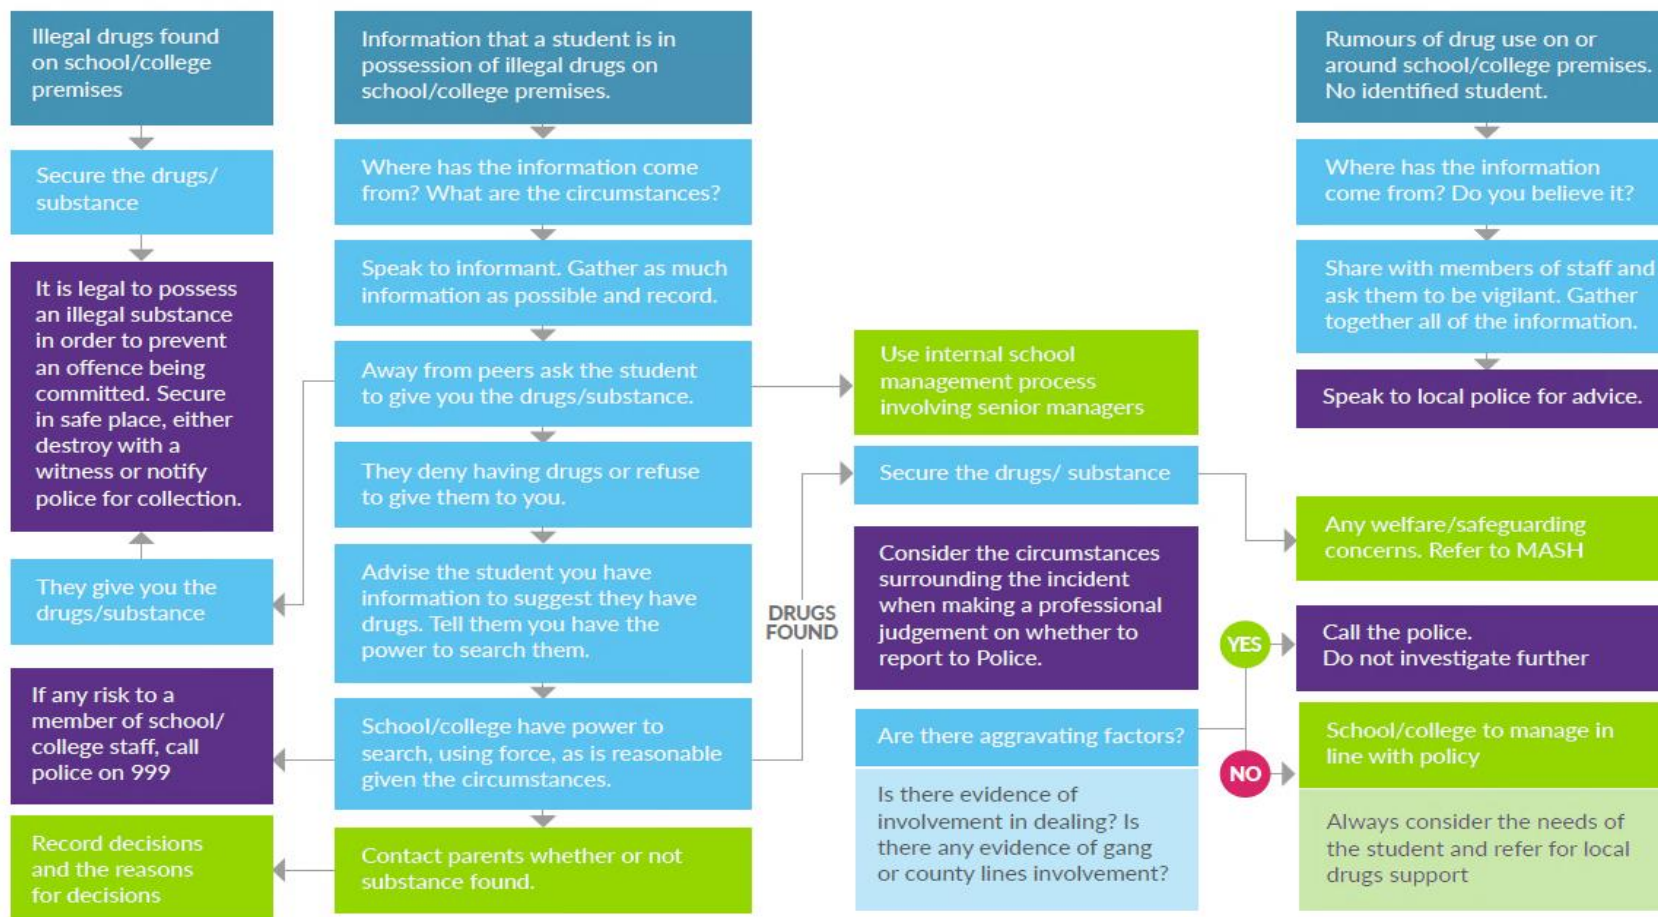 Illegal drugs found
on school/college
premises
Secure the drugs/
substance
It is legal to possess
an illegal substance
in order to prevent
an offence being
committed. Secure
in safe place, either
destroy with a
witness or notify
police for collection.
They give you the
drugs/substance
If any risk to a
member of school/
college staff, call
police on 999
Record decisions
and the reasons
for decisions
Information that a student is in
possession of illegal drugs on
school/college premises.
Where has the information come
from? What are the circumstances?
Speak to informant. Gather as much
information as possible and record.
Away from peers ask the student
to give you the drugs/substance.
They deny having drugs or refuse
to give them to you.
Advise the student you have
information to suggest they have
drugs. Tell them you have the
power to search them.
School/college have power to
search, using force, as is reasonable
given the circumstances.
Contact parents whether or not
substance found.
DRUGS
FOUND
Use internal school
management process
involving senior managers
Secure the drugs/ substance
Consider the circumstances
surrounding the incident
when making a professional
judgement on whether to
report to Police.
Are there aggravating factors?
Is there evidence of
involvement in dealing? Is
there any evidence of gang
or county lines involvement?
YES
NO
Rumours of drug use on or
around school/college premises.
No identified student.
Where has the information
come from? Do you believe it?
Share with members of staff and
ask them to be vigilant. Gather
together all of the information.
Speak to local police for advice.
Any welfare/safeguarding
concerns. Refer to MASH
Call the police.
Do not investigate further
School/college to manage in
line with policy
Always consider the needs of
the student and refer for local
drugs support